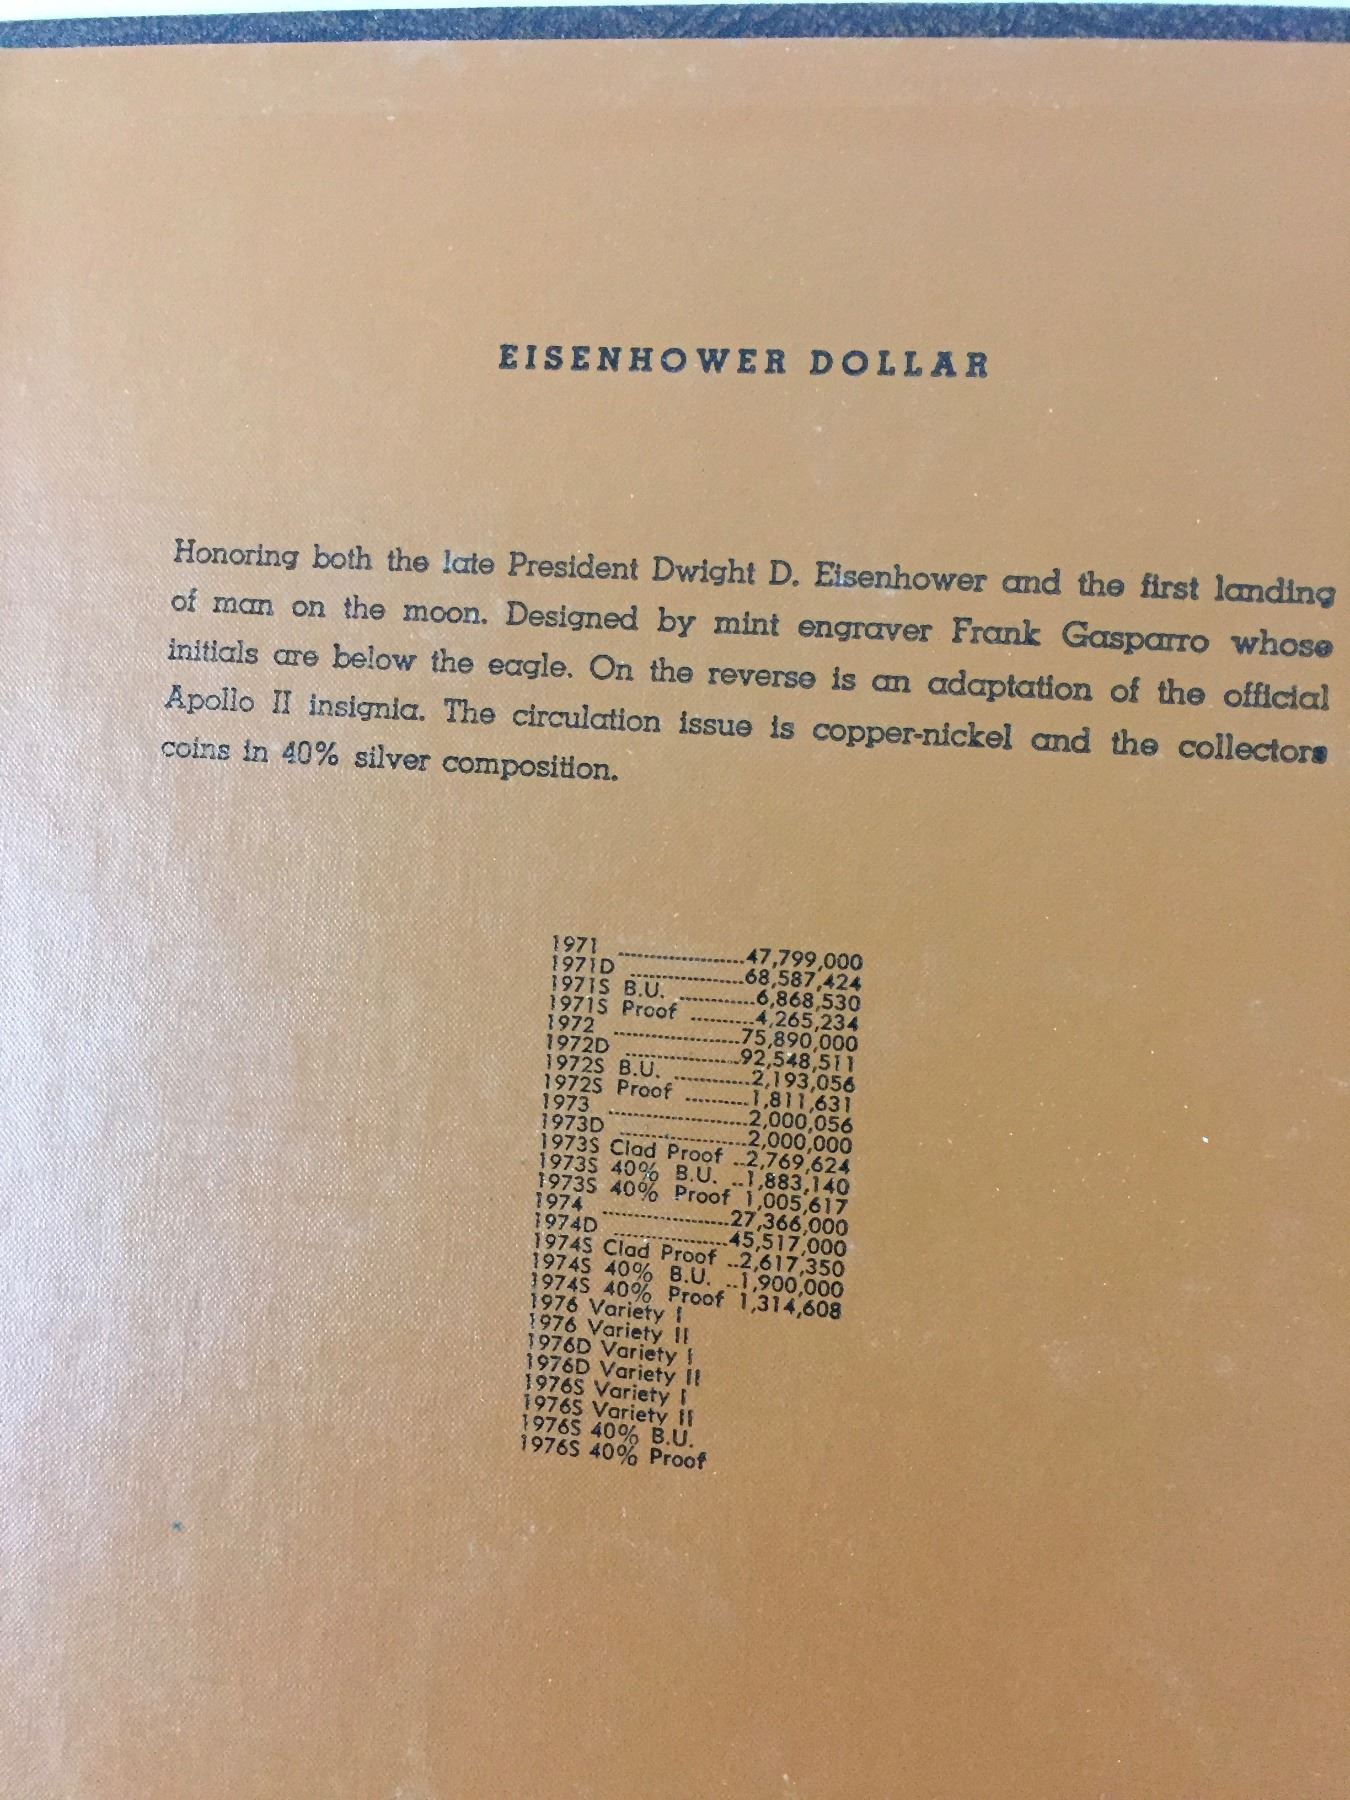 EISENHOWER DOLLAR
Honoring both the late President Dwight D. Eisenhower and the first landing
of man on the moon. Designed by mint engraver Frank Gasparro whose
initials are below the eagle. On the reverse is an adaptation of the official
Apollo II insignia. The circulation issue is copper-nickel and the collectors
coins in 40% silver composition.
1971 ....................47,799,000
1971D ..................68,587,424
1971S B.U. ............6,868,530
1971S Proof ..........4,265,234
1972 ....................75,890,000
1972D ..................92,548,511
1972S B.U. ............2,193,056
1972S Proof ..........1,811,631
1973 ......................2,000,056
1973D ....................2,000,000
1973S Clad Proof ..2,769,624
1973S 40% B.U. ..1,883,140
1973S 40% Proof 1,005,617
1974 ....................27,366,000
1974D ..................45,517,000
1974S Clad Proof ..2,617,350
1974S 40% B.U. ..1,900,000
1974S 40% Proof 1,314,608
1976 Variety I
1976 Variety II
1976D Variety I
1976D Variety II
1976S Variety I
1976S Variety II
1976S 40% B.U.
1976S 40% Proof